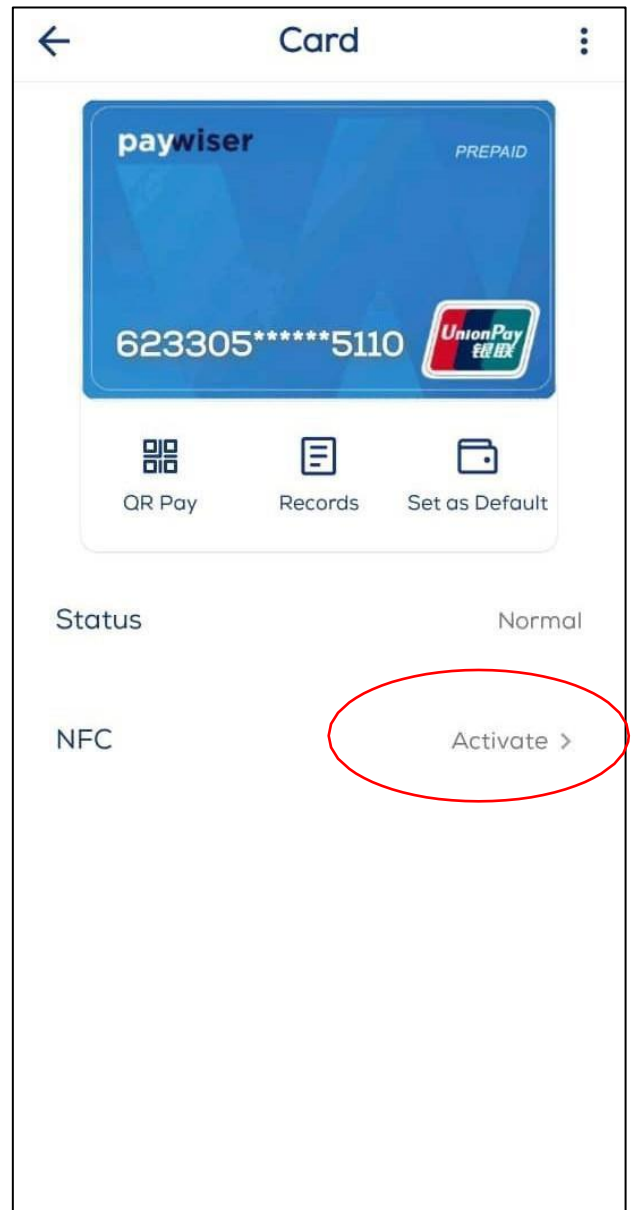 Card
paywiser
PREPAID
623305******5110
UnionPay
银联
QR Pay
Records
Set as Default
Status
Normal
NFC
Activate >